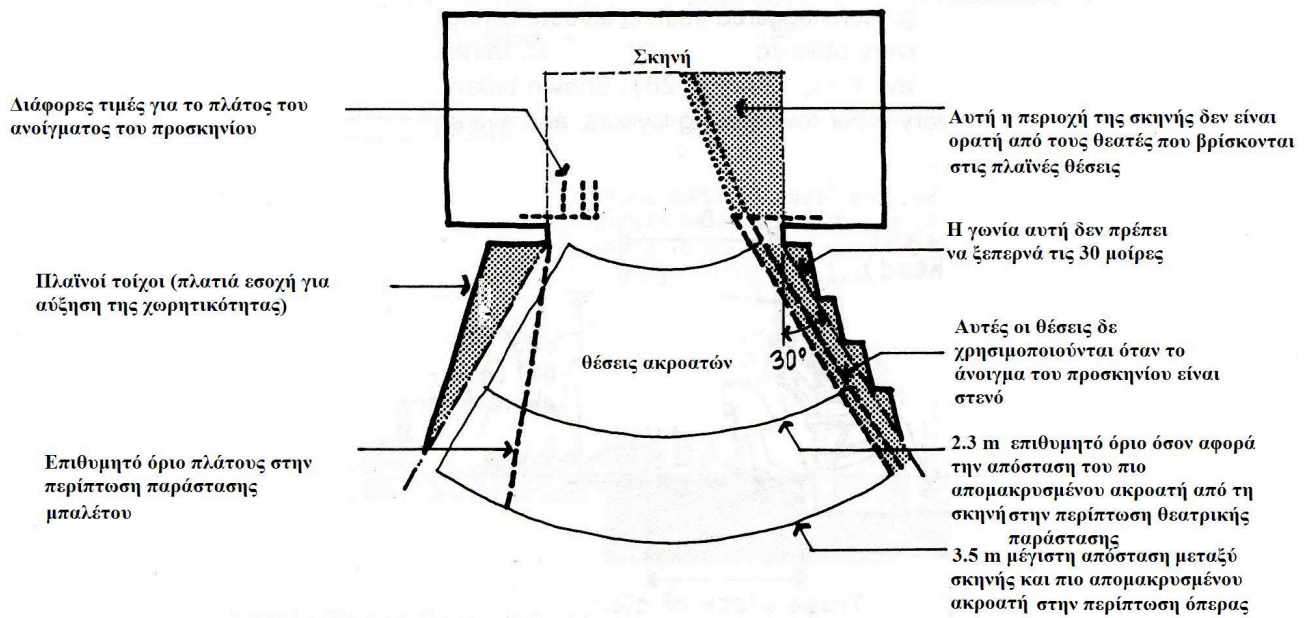 Σκηνή
Διάφορες τιμές για το πλάτος του
ανοίγματος του προσκηνίου
Αυτή η περιοχή της σκηνής δεν είναι
ορατή από τους θεατές που βρίσκονται
στις πλαϊνές θέσεις
Η γωνία αυτή δεν πρέπει
να ξεπερνά τις 30 μοίρες
Πλαϊνοί τοίχοι (πλατιά εσοχή για
αύξηση της χωρητικότητας)
Αυτές οι θέσεις δε
χρησιμοποιούνται όταν το
άνοιγμα του προσκηνίου είναι
στενό
θέσεις ακροατών
30°
Επιθυμητό όριο πλάτους στην
περίπτωση παράστασης
μπαλέτου
2.3 m επιθυμητό όριο όσον αφορά
την απόσταση του πιο
απομακρυσμένου ακροατή από τη
σκηνή στην περίπτωση θεατρικής
παράστασης
3.5 m μέγιστη απόσταση μεταξύ
σκηνής και πιο απομακρυσμένου
ακροατή στην περίπτωση όπερας